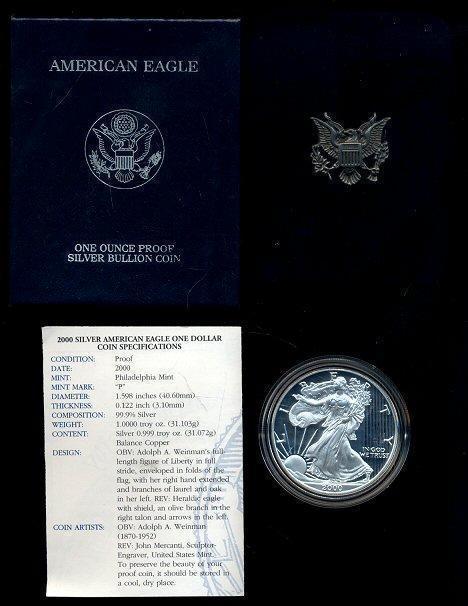 AMERICAN EAGLE
ONE OUNCE PROOF
SILVER BULLION COIN
2000 SILVER AMERICAN EAGLE ONE DOLLAR
COIN SPECIFICATIONS
CONDITION: Proof
DATE: 2000
MINT: Philadelphia Mint
MINT MARK: "P"
DIAMETER: 1.598 inches (40.60mm)
THICKNESS: 0.122 inch (3.10mm)
COMPOSITION: 99.9% Silver
WEIGHT: 1.0000 troy oz. (31.103g)
CONTENT: Silver 0.999 troy oz. (31.072g)
Balance Copper
DESIGN: OBV: Adolph A. Weinman's full-
length figure of Liberty in full
stride, enveloped in folds of the
flag, with her right hand extended
and branches of laurel and oak
in her left. REV: Heraldic eagle
with shield, an olive branch in the
right talon and arrows in the left.
COIN ARTISTS: OBV: Adolph A. Weinman
(1870-1952)
REV: John Mercanti, Sculptor-
Engraver, United States Mint.
To preserve the beauty of your
proof coin, it should be stored in
a cool, dry place.
LIBERTY
IN GOD
WE TRUST
2000